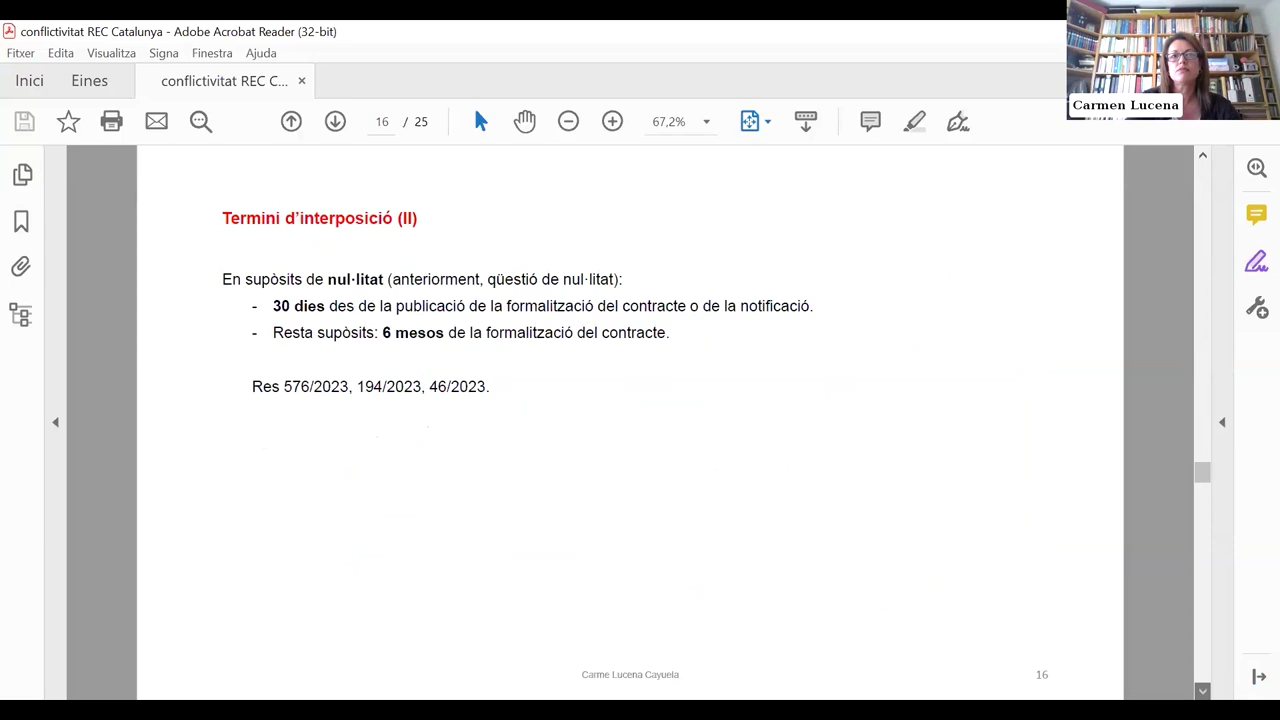 conflictivitat REC Catalunya - Adobe Acrobat Reader (32-bit)
Fitxer Edita Visualitza Signa Finestra Ajuda
Inici Eines conflictivitat REC C... ×
16 / 25 67,2%
Carmen Lucena
Termini d’interposició (II)
En supòsits de nul·litat (anteriorment, qüestió de nul·litat):
- 30 dies des de la publicació de la formalització del contracte o de la notificació.
- Resta supòsits: 6 mesos de la formalització del contracte.
Res 576/2023, 194/2023, 46/2023.
Carme Lucena Cayuela 16